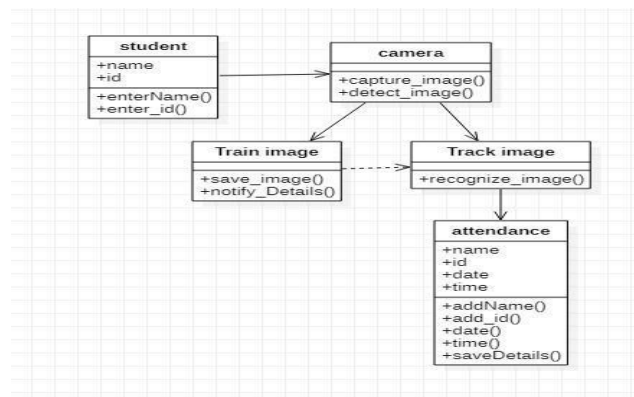 student
+name
+id
+enterName()
+enter_id()
camera
+capture_image()
+detect_image()
Train image
+save_image()
+notify_Details()
Track image
+recognize_image()
attendance
+name
+id
+date
+time
+addName()
+add_id()
+date()
+time()
+saveDetails()